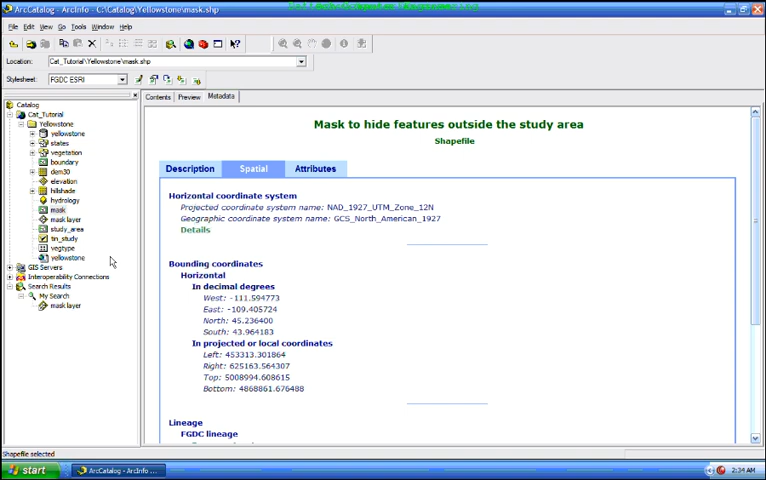 ArcCatalog - ArcInfo - C:\Catalog\Yellowstone\mask.shp
File Edit View Go Tools Window Help
Location: Cat_Tutorial\Yellowstone\mask.shp
Stylesheet: FGDC ESRI
Contents Preview Metadata
Catalog
Cat_Tutorial
Yellowstone
yellowstone
states
vegetation
boundary
dem30
elevation
hillshade
hydrology
mask
mask layer
study_area
tin_study
vegtype
yellowstone
GIS Servers
Interoperability Connections
Search Results
My Search
mask layer
Mask to hide features outside the study area
Shapefile
Description Spatial Attributes
Horizontal coordinate system
Projected coordinate system name: NAD_1927_UTM_Zone_12N
Geographic coordinate system name: GCS_North_American_1927
Details
Bounding coordinates
Horizontal
In decimal degrees
West: -111.594773
East: -109.405724
North: 45.236400
South: 43.964183
In projected or local coordinates
Left: 453313.301864
Right: 625163.564307
Top: 5008994.608615
Bottom: 4868861.676488
Lineage
FGDC lineage
Shapefile selected
start
ArcCatalog - ArcInfo ...
2:34 AM